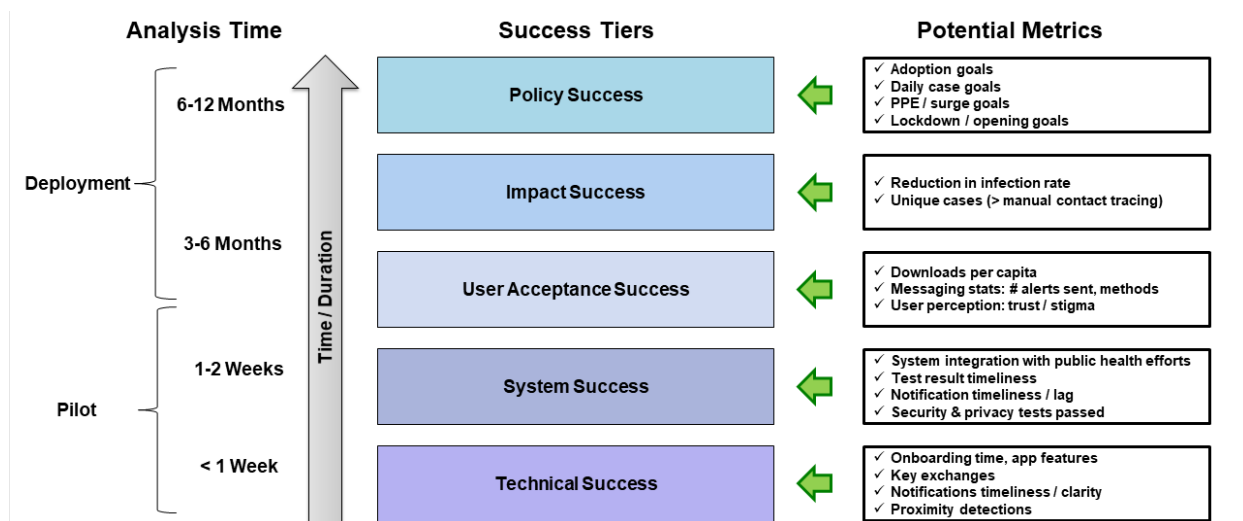 Analysis Time
Success Tiers
Potential Metrics
6-12 Months
Deployment
3-6 Months
1-2 Weeks
Pilot
< 1 Week
Time / Duration
Policy Success
✓ Adoption goals
✓ Daily case goals
✓ PPE / surge goals
✓ Lockdown / opening goals
Impact Success
✓ Reduction in infection rate
✓ Unique cases (> manual contact tracing)
User Acceptance Success
✓ Downloads per capita
✓ Messaging stats: # alerts sent, methods
✓ User perception: trust / stigma
System Success
✓ System integration with public health efforts
✓ Test result timeliness
✓ Notification timeliness / lag
✓ Security & privacy tests passed
Technical Success
✓ Onboarding time, app features
✓ Key exchanges
✓ Notifications timeliness / clarity
✓ Proximity detections